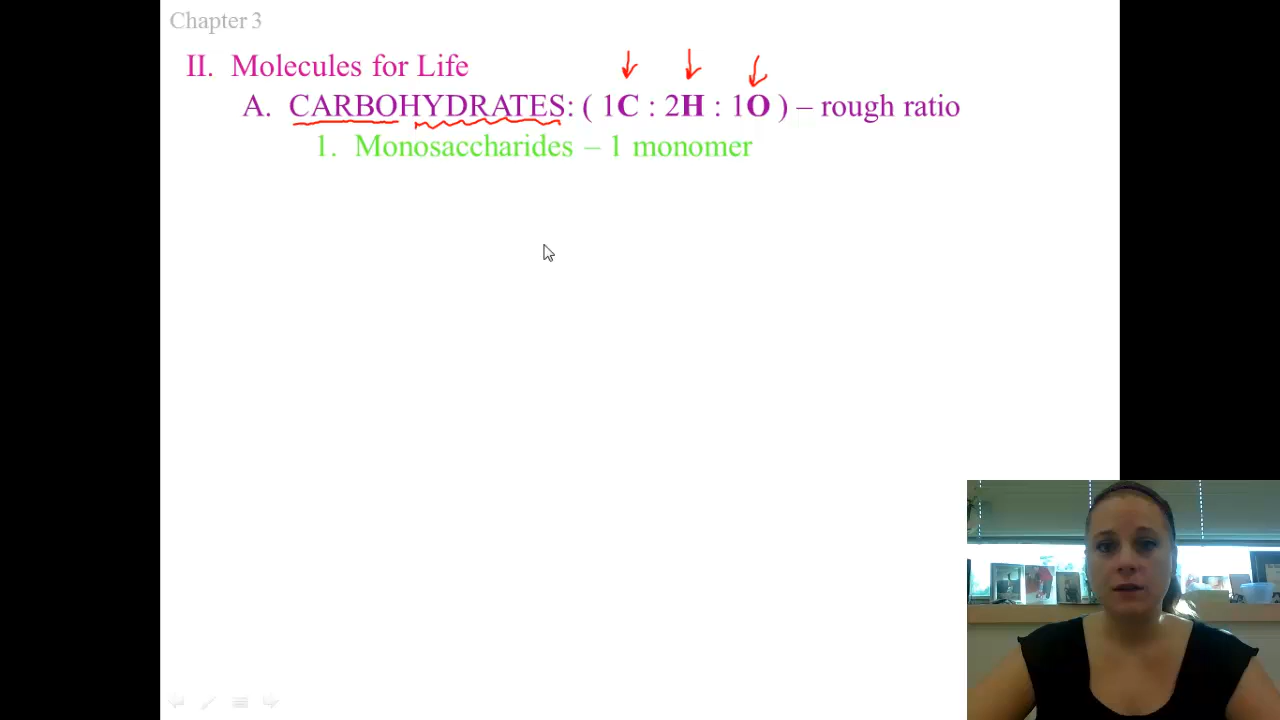 Chapter 3
II. Molecules for Life
A. CARBOHYDRATES: ( 1C : 2H : 1O ) – rough ratio
1. Monosaccharides – 1 monomer